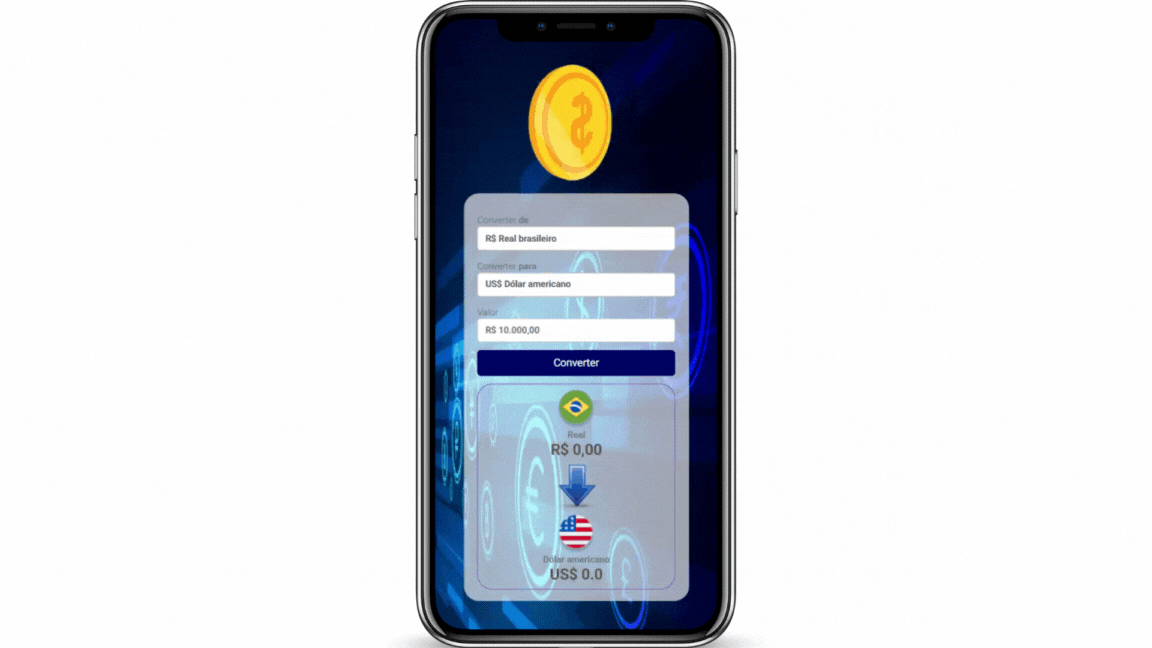 $
Converter de
R$ Real brasileiro
Converter para
US$ Dólar americano
Valor
R$ 10.000,00
Converter
Real
R$ 0,00
Dólar americano
US$ 0.0